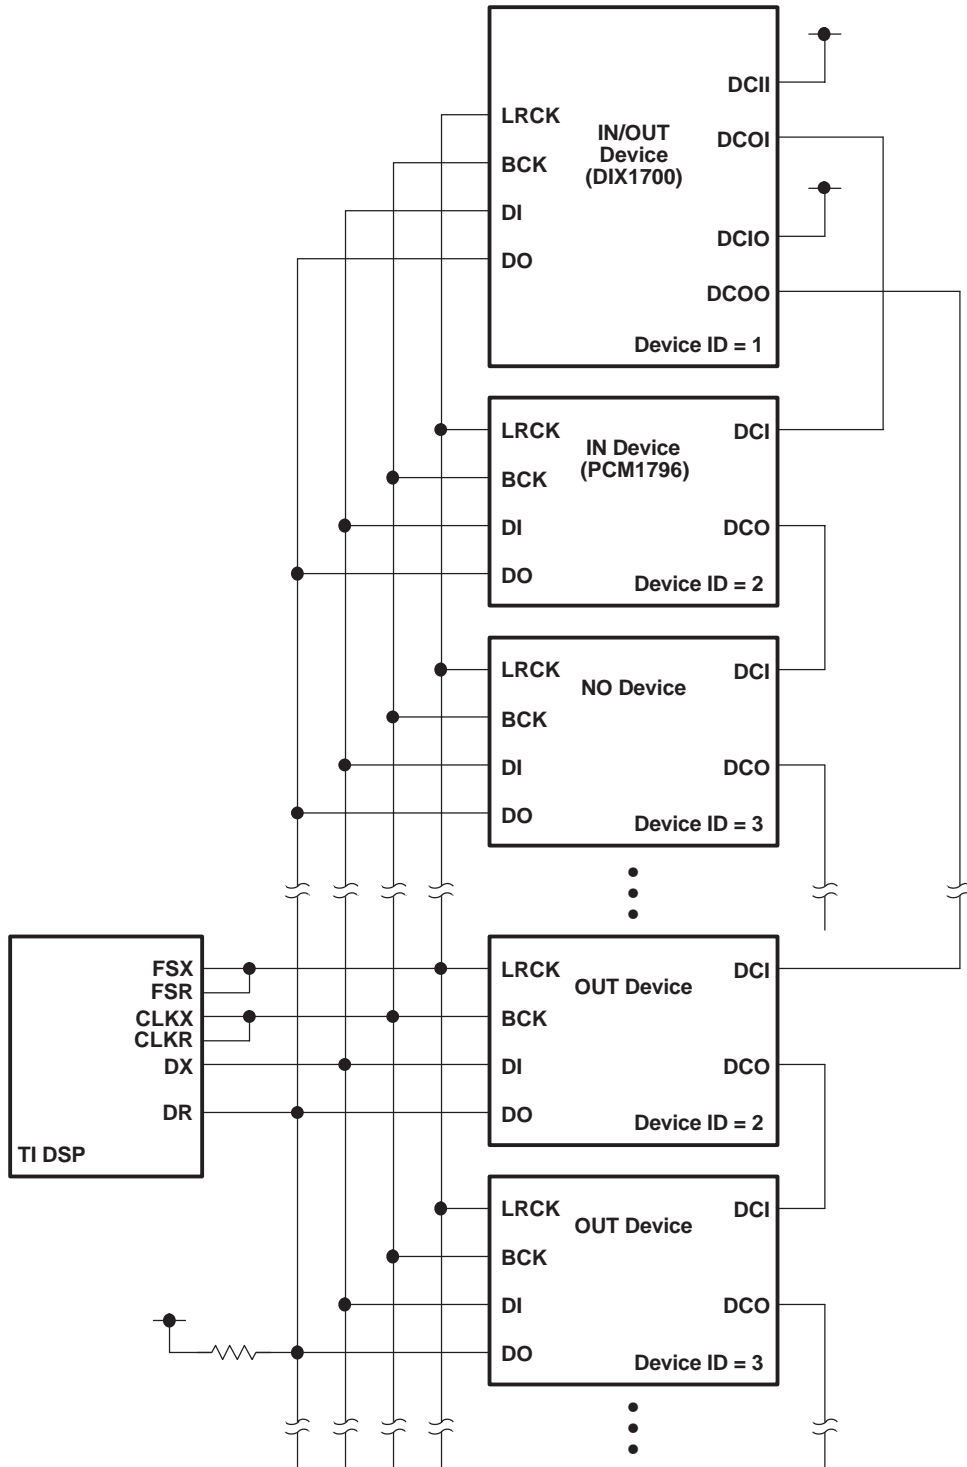 LRCK
BCK
DI
DO
IN/OUT
Device
(DIX1700)
DCII
DCOI
DCIO
DCOO
Device ID = 1
LRCK
BCK
DI
DO
IN Device
(PCM1796)
DCI
DCO
Device ID = 2
LRCK
BCK
DI
DO
NO Device
DCI
DCO
Device ID = 3
FSX
FSR
CLKX
CLKR
DX
DR
TI DSP
LRCK
BCK
DI
DO
OUT Device
DCI
DCO
Device ID = 2
LRCK
BCK
DI
DO
OUT Device
DCI
DCO
Device ID = 3